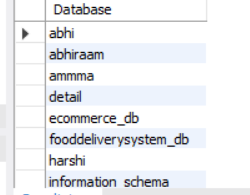 Database
abhi
abhiraam
ammma
detail
ecommerce_db
fooddeliverysystem_db
harshi
information_schema